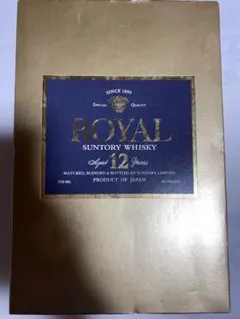 SINCE 1899
SPECIAL QUALITY
ROYAL
SUNTORY WHISKY
Aged 12 Years
MATURED, BLENDED & BOTTLED BY SUNTORY LIMITED
PRODUCT OF JAPAN